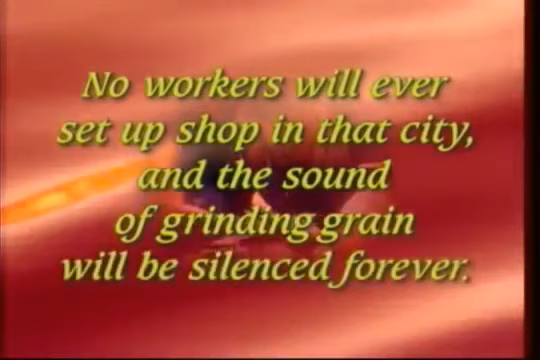 No workers will ever
set up shop in that city,
and the sound
of grinding grain
will be silenced forever.